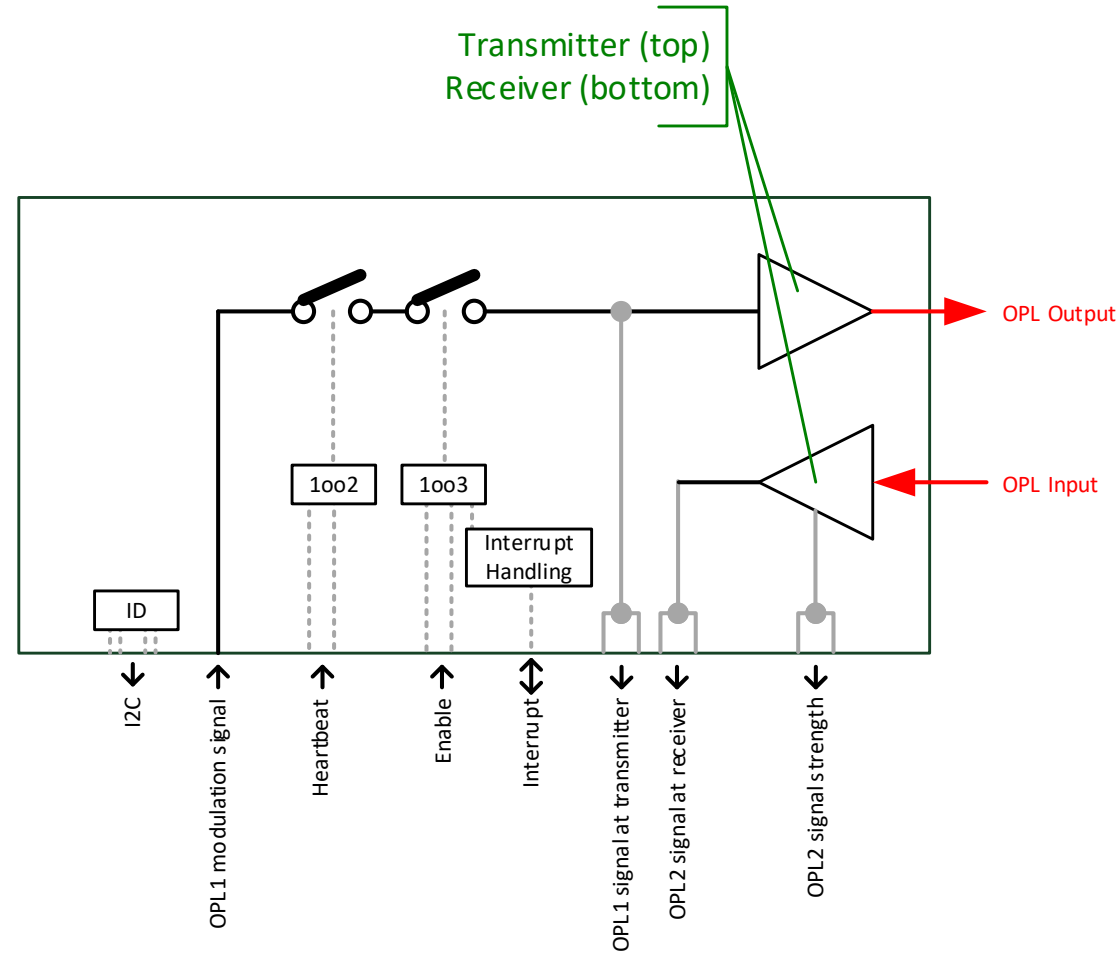 Transmitter (top)
Receiver (bottom)
OPL Output
OPL Input
1oo2
1oo3
Interrupt
Handling
ID
I2C
OPL1 modulation signal
Heartbeat
Enable
Interrupt
OPL1 signal at transmitter
OPL2 signal at receiver
OPL2 signal strength